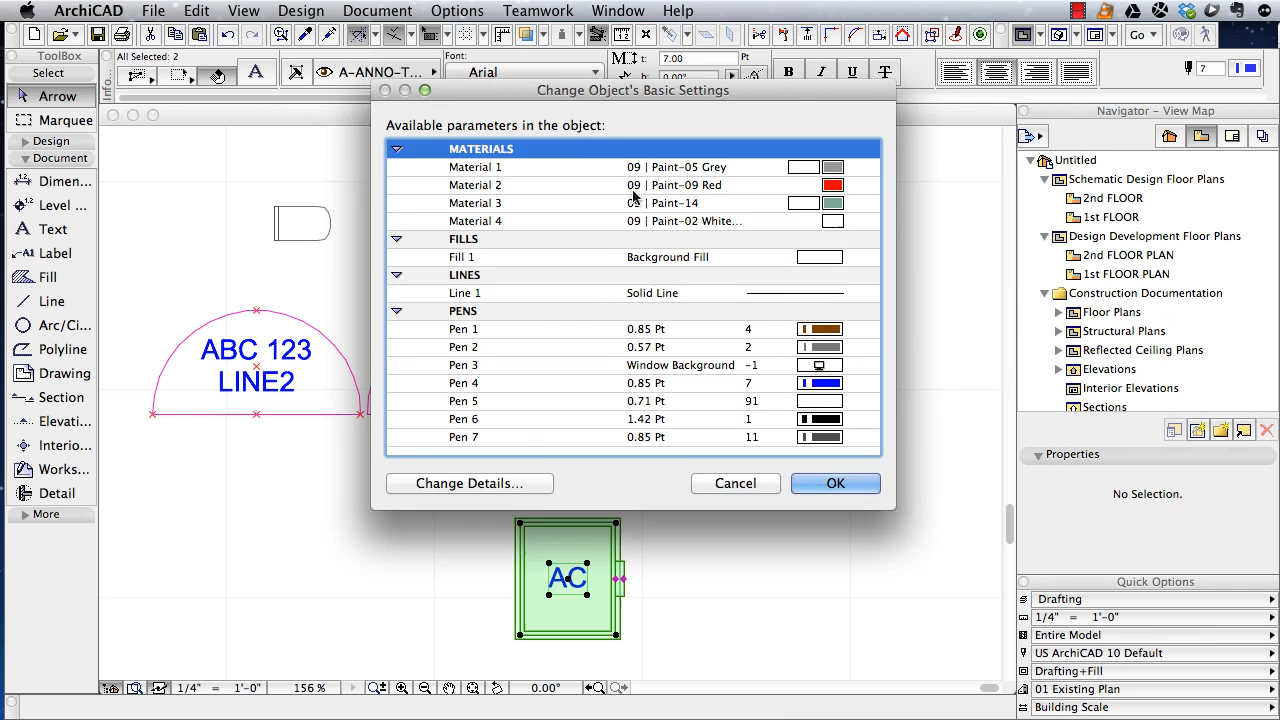 ArchiCAD File Edit View Design Document Options Teamwork Window Help
Go
ToolBox
All Selected: 2
Info...
Font:
7.00 Pt
Select
A-ANNO-T...
Arial
0.00°
B I U T
7
Arrow
Marquee
Design
Document
Dimen...
Level ...
Text
Label
Fill
Line
Arc/Ci...
Polyline
Drawing
Section
Elevati...
Interio...
Works...
Detail
More
Change Object's Basic Settings
Available parameters in the object:
MATERIALS
Material 1 09 | Paint-05 Grey
Material 2 09 | Paint-09 Red
Material 3 | Paint-14
Material 4 09 | Paint-02 White...
FILLS
Fill 1 Background Fill
LINES
Line 1 Solid Line
PENS
Pen 1 0.85 Pt 4
Pen 2 0.57 Pt 2
Pen 3 Window Background -1
Pen 4 0.85 Pt 7
Pen 5 0.71 Pt 91
Pen 6 1.42 Pt 1
Pen 7 0.85 Pt 11
Change Details...
Cancel
OK
ABC 123
LINE2
AC
Navigator - View Map
Untitled
Schematic Design Floor Plans
2nd FLOOR
1st FLOOR
Design Development Floor Plans
2nd FLOOR PLAN
1st FLOOR PLAN
Construction Documentation
Floor Plans
Structural Plans
Reflected Ceiling Plans
Elevations
Interior Elevations
Sections
Properties
No Selection.
Quick Options
Drafting
1/4" = 1'-0"
Entire Model
US ArchiCAD 10 Default
Drafting+Fill
01 Existing Plan
Building Scale
1/4" = 1'-0" 156 % 0.00°